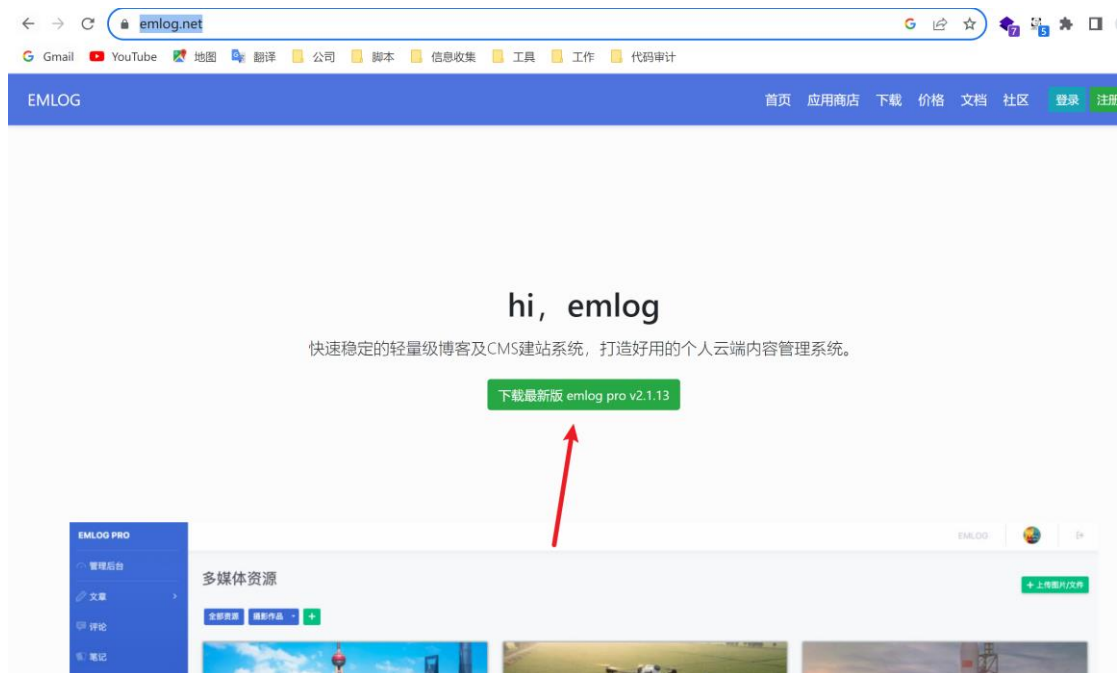 emlog.net
7
5
Gmail YouTube 地图 翻译 公司 脚本 信息收集 工具 工作 代码审计
EMLOG 首页 应用商店 下载 价格 文档 社区 登录 注册
hi，emlog
快速稳定的轻量级博客及CMS建站系统，打造好用的个人云端内容管理系统。
下载最新版 emlog pro v2.1.13
EMLOG PRO EMLOG
管理后台
多媒体资源 + 上传图片/文件
文章
全部资源 摄影作品 +
评论
笔记